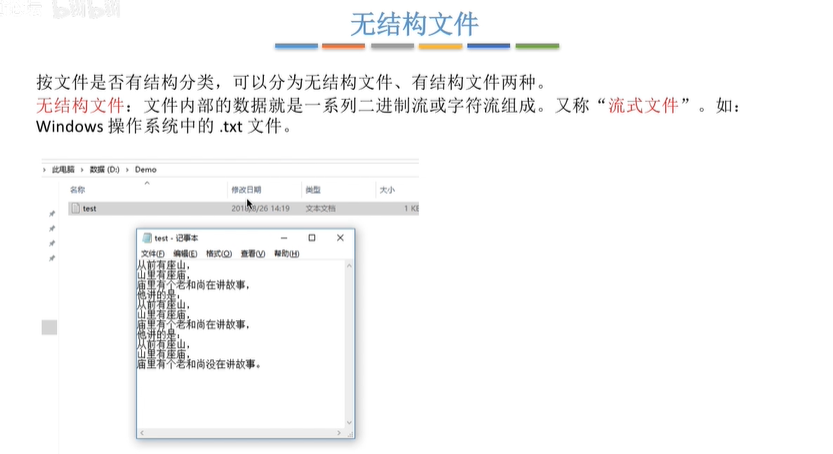 bilibili
无结构文件
按文件是否有结构分类，可以分为无结构文件、有结构文件两种。
无结构文件：文件内部的数据就是一系列二进制流或字符流组成。又称“流式文件”。如：
Windows 操作系统中的 .txt 文件。
此电脑 › 数据 (D:) › Demo
名称 修改日期 类型 大小
test 2018/8/26 14:19 文本文档 1 KB
test - 记事本
文件(F) 编辑(E) 格式(O) 查看(V) 帮助(H)
从前有座山，
山里有座庙，
庙里有个老和尚在讲故事，
他讲的是，
从前有座山，
山里有座庙，
庙里有个老和尚在讲故事，
他讲的是，
从前有座山，
山里有座庙，
庙里有个老和尚没在讲故事。